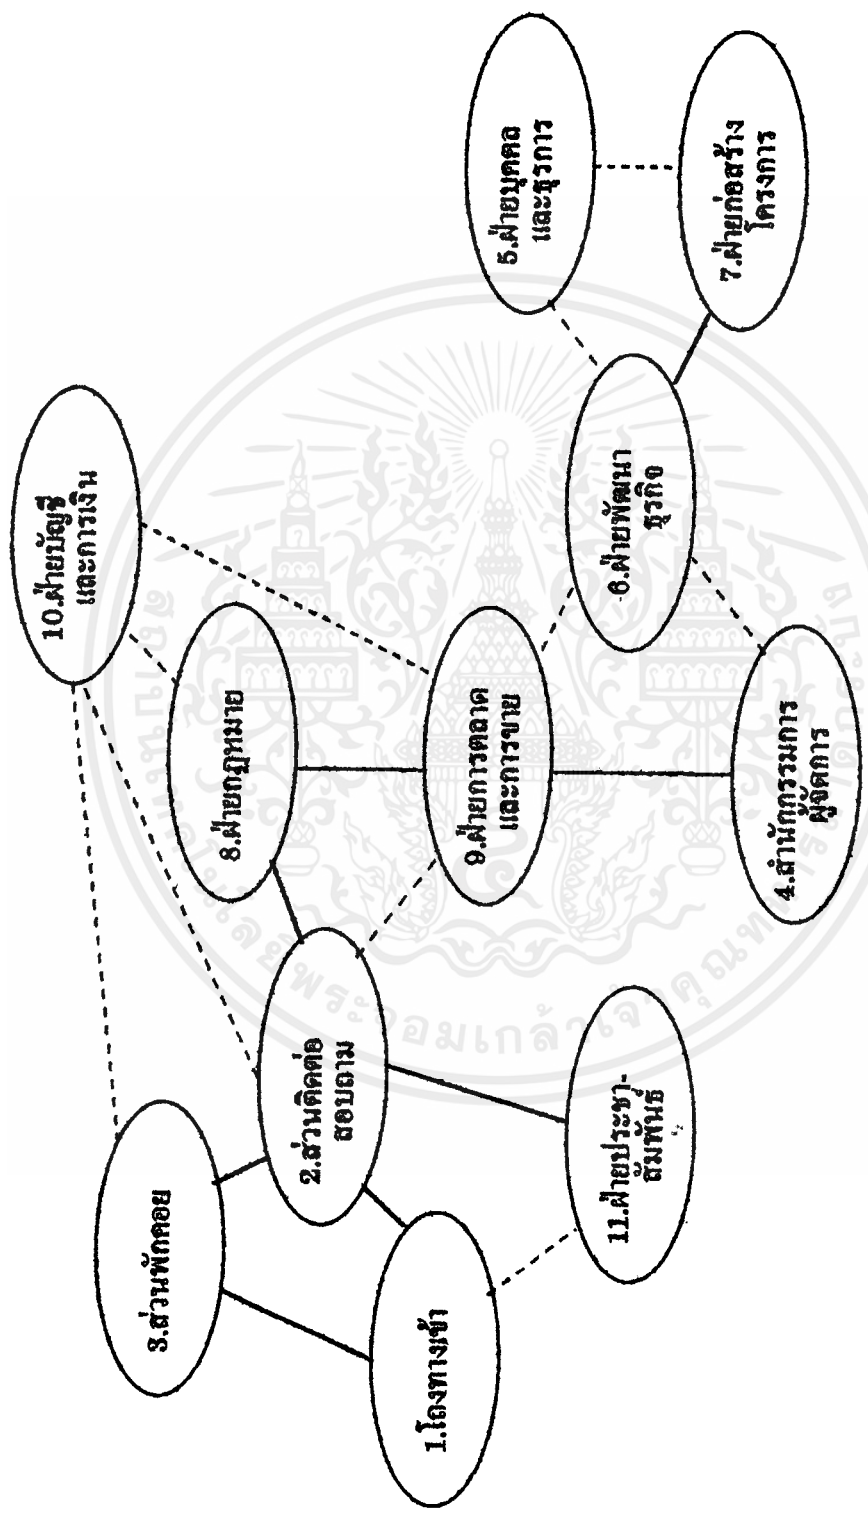 10.ฝ่ายบัญชี
และการเงิน
5.ฝ่ายบุคคล
และธุรการ
3.ส่วนพักคอย
8.ฝ่ายกฎหมาย
2.ส่วนติดต่อ
สอบถาม
9.ฝ่ายการตลาด
และการขาย
6.ฝ่ายพัฒนา
ธุรกิจ
7.ฝ่ายก่อสร้าง
โครงการ
1.โถงทางเข้า
11.ฝ่ายประชา-
สัมพันธ์
4.สำนักกรรมการ
ผู้จัดการ